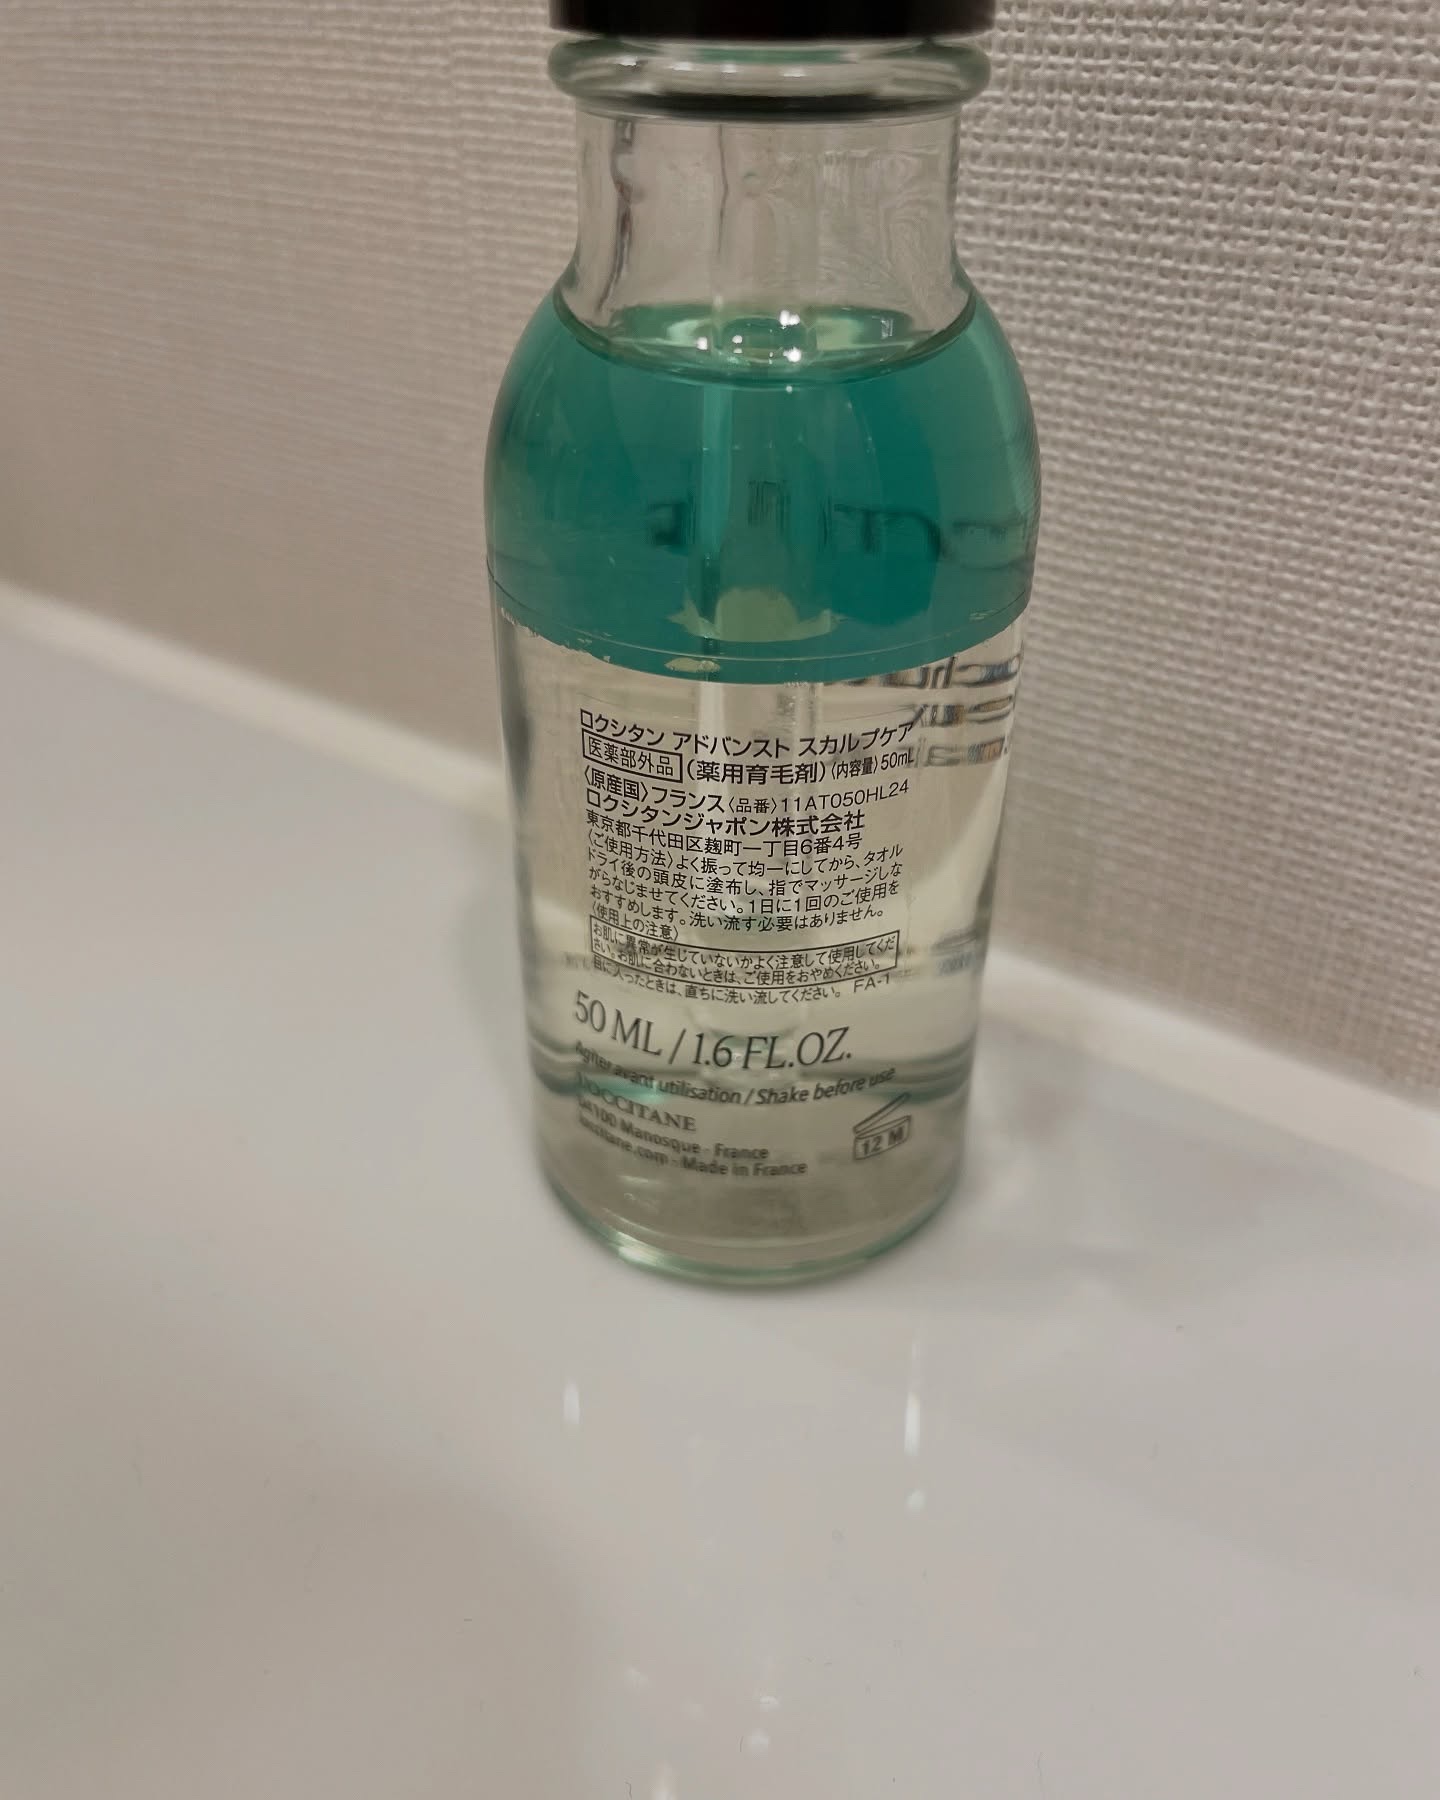 ロクシタン アドバンスト スカルプケア
医薬部外品 (薬用育毛剤)〈内容量〉50mL
〈原産国〉フランス〈品番〉11AT050HL24
ロクシタンジャポン株式会社
東京都千代田区麹町一丁目6番4号
〈ご使用方法〉よく振って均一にしてから、タオル
ドライ後の頭皮に塗布し、指でマッサージしな
がらなじませてください。1日に1回のご使用を
おすすめします。洗い流す必要はありません。
〈使用上の注意〉
お肌に異常が生じていないかよく注意して使用してくだ
さい。お肌に合わないときは、ご使用をおやめください。
目に入ったときは、直ちに洗い流してください。 FA-1
50 ML / 1.6 FL.OZ.
Agiter avant utilisation / Shake before use
L'OCCITANE
04100 Manosque - France
loccitane.com - Made in France
12 M